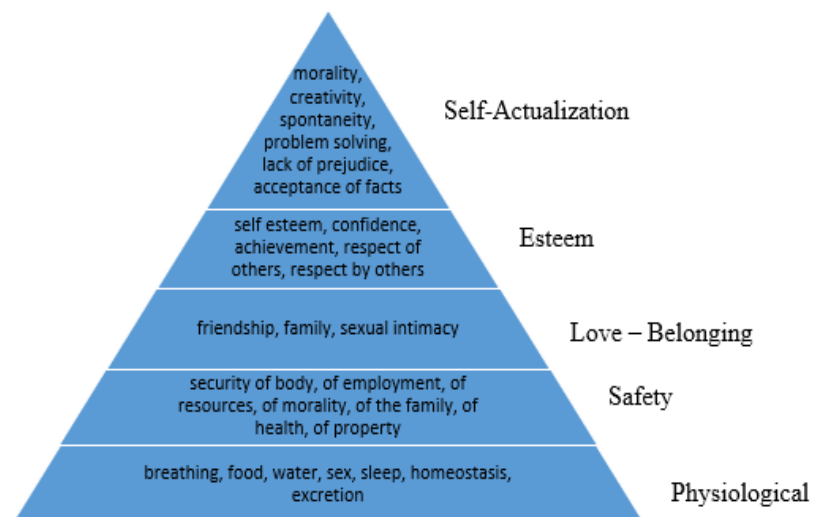 morality,
creativity,
spontaneity,
problem solving,
lack of prejudice,
acceptance of facts
Self-Actualization
self esteem, confidence,
achievement, respect of
others, respect by others
Esteem
friendship, family, sexual intimacy
Love – Belonging
security of body, of employment, of
resources, of morality, of the family, of
health, of property
Safety
breathing, food, water, sex, sleep, homeostasis,
excretion
Physiological